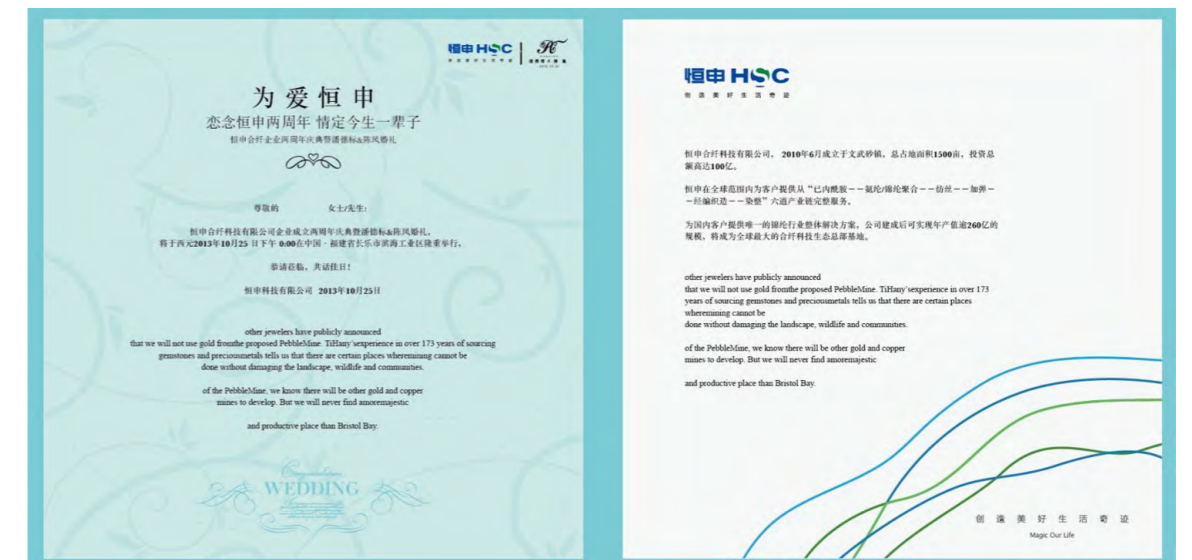 恒申 HSC
为爱恒申
恋念恒申两周年 情定今生一辈子
恒申合纤企业两周年庆典暨潘德标&陈凤婚礼
尊敬的 女士/先生:
恒申合纤科技有限公司企业成立两周年庆典暨潘德标&陈凤婚礼,
将于西元2013年10月25 日下午 6:00在中国·福建省长乐市滨海工业区隆重举行,
恭请莅临, 共话佳日!
恒申科技有限公司 2013年10月25日
other jewelers have publicly announced
that we will not use gold fromthe proposed PebbleMine. TiHany'sexperience in over 173 years of sourcing
gemstones and preciousmetals tells us that there are certain places wheremining cannot be
done without damaging the landscape, wildlife and communities.
of the PebbleMine, we know there will be other gold and copper
mines to develop. But we will never find amoremajestic
and productive place than Bristol Bay.
WEDDING
恒申 HSC
创造美好生活奇迹
恒申合纤科技有限公司, 2010年6月成立于文武砂镇, 总占地面积1500亩, 投资总
额高达100亿。
恒申在全球范围内为客户提供从“已内酰胺－－氨纶/锦纶聚合－－纺丝－－加弹－
－经编织造－－染整”六道产业链完整服务。
为国内客户提供唯一的锦纶行业整体解决方案, 公司建成后可实现年产值逾260亿的
规模, 将成为全球最大的合纤科技生态总部基地。
other jewelers have publicly announced
that we will not use gold fromthe proposed PebbleMine. TiHany'sexperience in over 173
years of sourcing gemstones and preciousmetals tells us that there are certain places
wheremining cannot be
done without damaging the landscape, wildlife and communities.
of the PebbleMine, we know there will be other gold and copper
mines to develop. But we will never find amoremajestic
and productive place than Bristol Bay.
创造美好生活奇迹
Magic Our Life